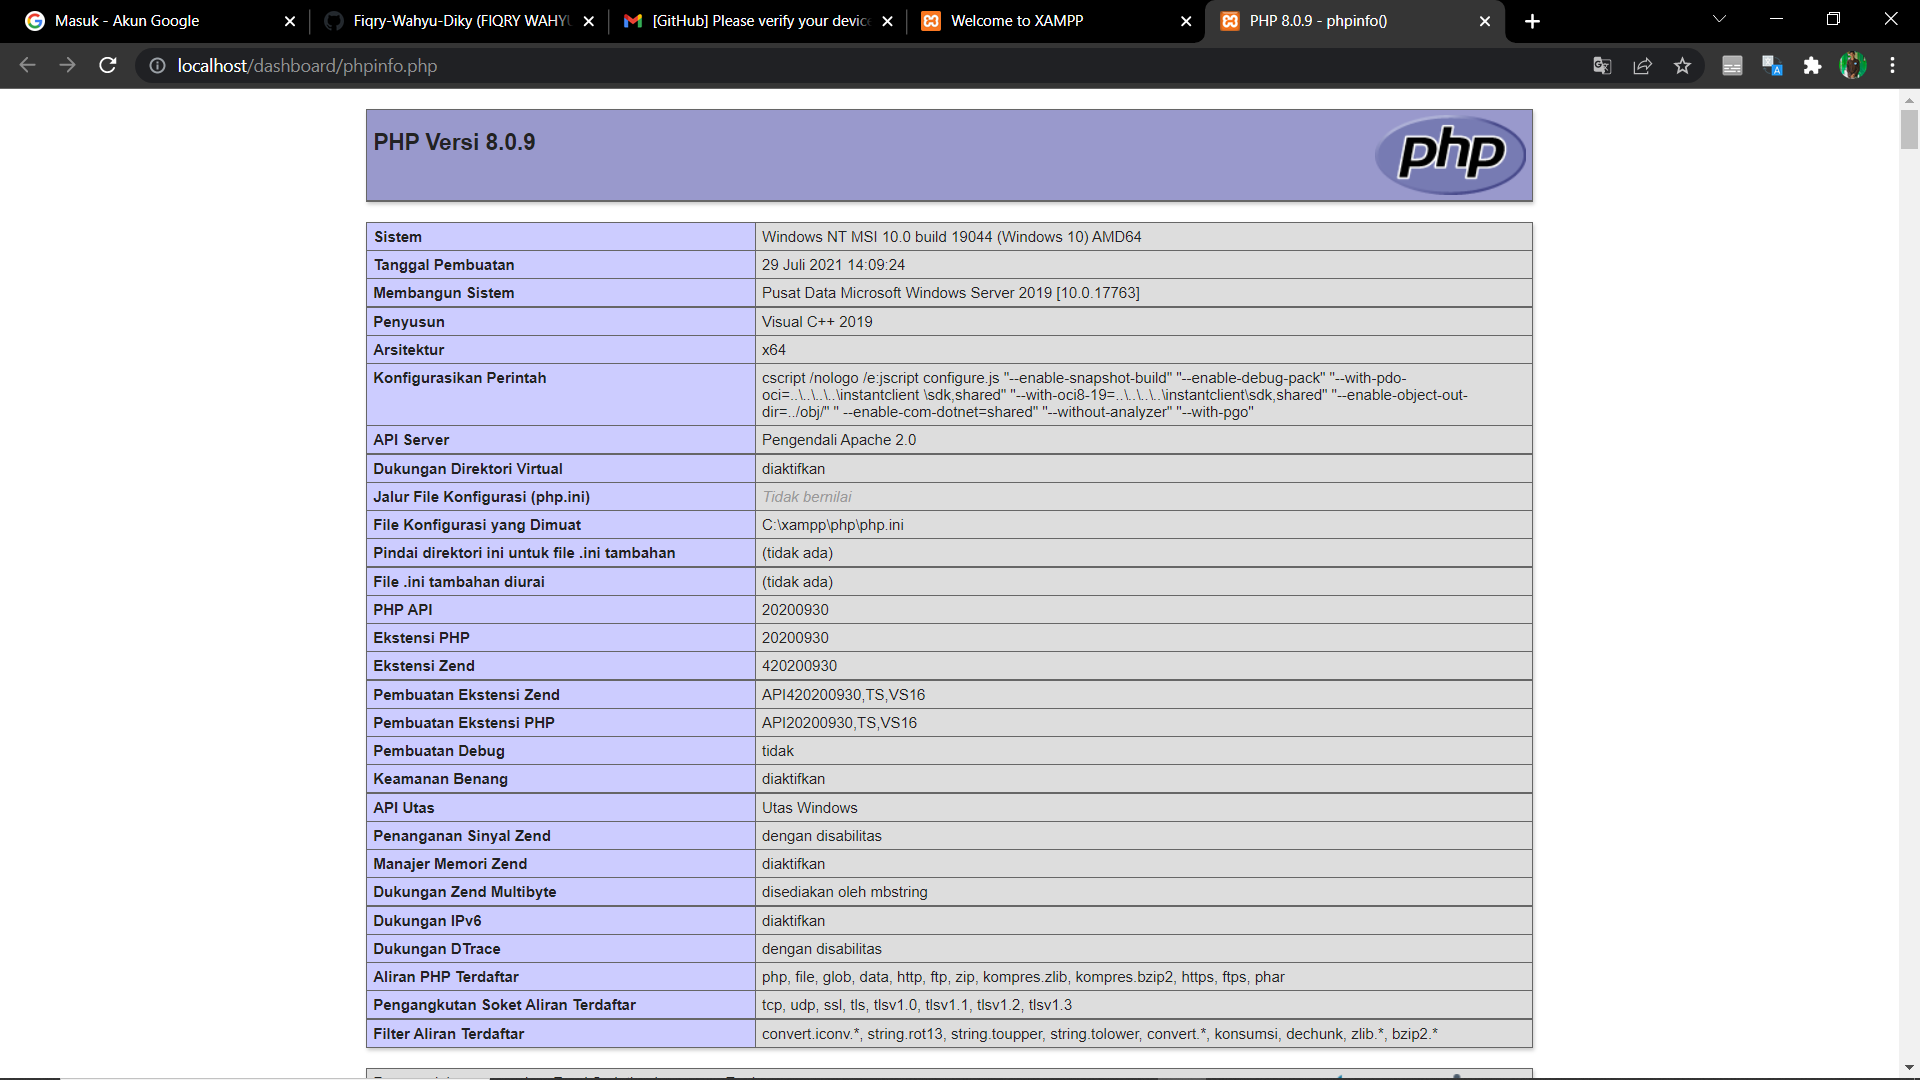 Masuk - Akun Google
Fiqry-Wahyu-Diky (FIQRY WAHYU
[GitHub] Please verify your device
Welcome to XAMPP
PHP 8.0.9 - phpinfo()
localhost/dashboard/phpinfo.php
PHP Versi 8.0.9
php
Sistem Windows NT MSI 10.0 build 19044 (Windows 10) AMD64
Tanggal Pembuatan 29 Juli 2021 14:09:24
Membangun Sistem Pusat Data Microsoft Windows Server 2019 [10.0.17763]
Penyusun Visual C++ 2019
Arsitektur x64
Konfigurasikan Perintah cscript /nologo /e:jscript configure.js "--enable-snapshot-build" "--enable-debug-pack" "--with-pdo-
oci=..\..\..\..\instantclient \sdk,shared" "--with-oci8-19=..\..\..\..\instantclient\sdk,shared" "--enable-object-out-
dir=../obj/" " --enable-com-dotnet=shared" "--without-analyzer" "--with-pgo"
API Server Pengendali Apache 2.0
Dukungan Direktori Virtual diaktifkan
Jalur File Konfigurasi (php.ini) Tidak bernilai
File Konfigurasi yang Dimuat C:\xampp\php\php.ini
Pindai direktori ini untuk file .ini tambahan (tidak ada)
File .ini tambahan diurai (tidak ada)
PHP API 20200930
Ekstensi PHP 20200930
Ekstensi Zend 420200930
Pembuatan Ekstensi Zend API420200930,TS,VS16
Pembuatan Ekstensi PHP API20200930,TS,VS16
Pembuatan Debug tidak
Keamanan Benang diaktifkan
API Utas Utas Windows
Penanganan Sinyal Zend dengan disabilitas
Manajer Memori Zend diaktifkan
Dukungan Zend Multibyte disediakan oleh mbstring
Dukungan IPv6 diaktifkan
Dukungan DTrace dengan disabilitas
Aliran PHP Terdaftar php, file, glob, data, http, ftp, zip, kompres.zlib, kompres.bzip2, https, ftps, phar
Pengangkutan Soket Aliran Terdaftar tcp, udp, ssl, tls, tlsv1.0, tlsv1.1, tlsv1.2, tlsv1.3
Filter Aliran Terdaftar convert.iconv.*, string.rot13, string.toupper, string.tolower, convert.*, konsumsi, dechunk, zlib.*, bzip2.*